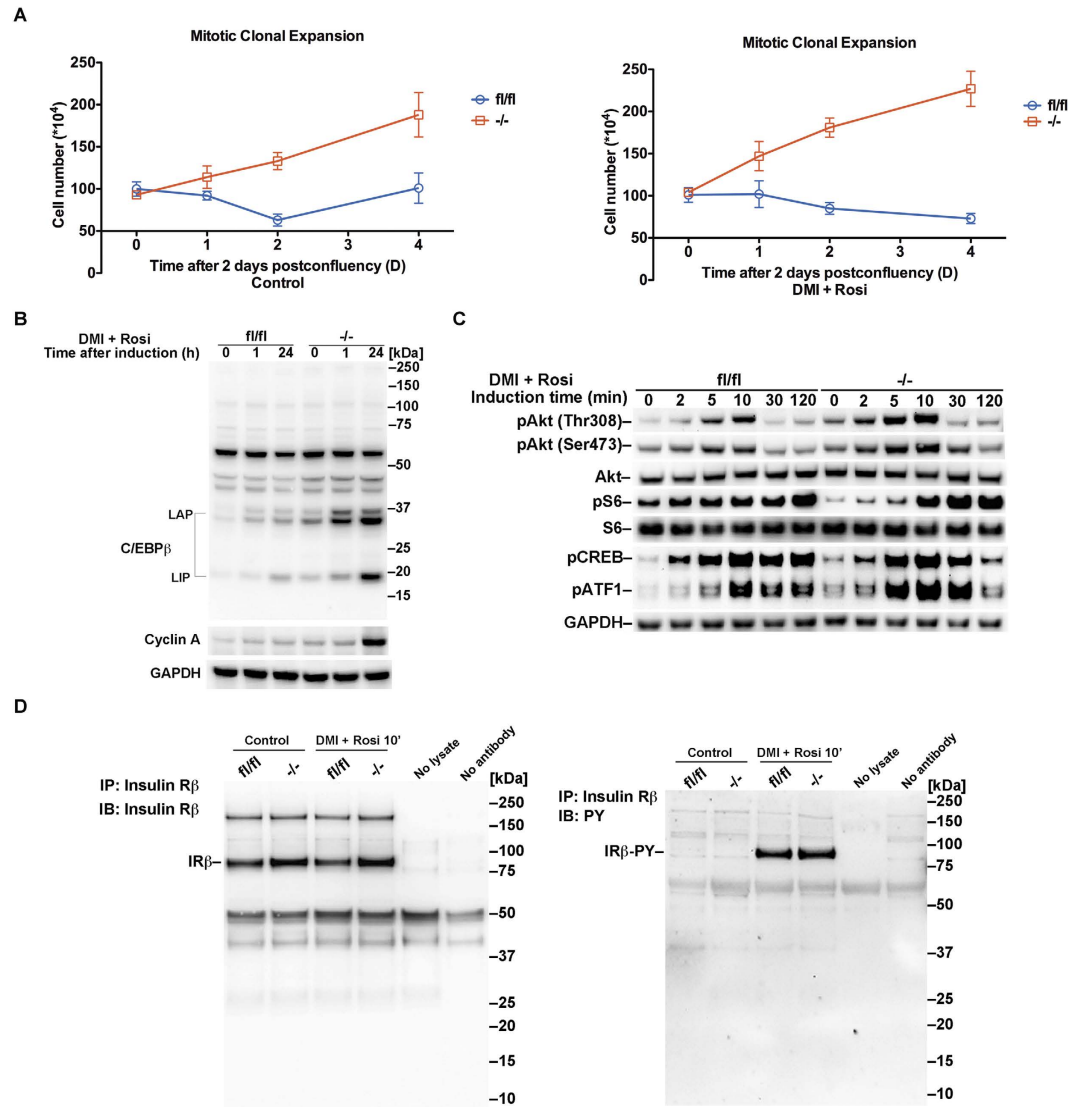 A
Mitotic Clonal Expansion
250
200
150
100
50
0
Cell number (*10⁴)
0 1 2 3 4
Time after 2 days postconfluency (D)
Control
fl/fl
-/-
Mitotic Clonal Expansion
250
200
150
100
50
0
Cell number (*10⁴)
0 1 2 3 4
Time after 2 days postconfluency (D)
DMI + Rosi
fl/fl
-/-
B
DMI + Rosi fl/fl -/-
Time after induction (h) 0 1 24 0 1 24 [kDa]
–250
–150
–100
–75
–50
–37
–25
–20
–15
LAP
C/EBPβ
LIP
Cyclin A
GAPDH
C
DMI + Rosi fl/fl -/-
Induction time (min) 0 2 5 10 30 120 0 2 5 10 30 120
pAkt (Thr308)–
pAkt (Ser473)–
Akt–
pS6–
S6–
pCREB–
pATF1–
GAPDH–
D
Control DMI + Rosi 10'
fl/fl -/- fl/fl -/- No lysate No antibody
[kDa]
IP: Insulin Rβ
IB: Insulin Rβ
IRβ–
–250
–150
–100
–75
–50
–37
–25
–20
–15
–10
Control DMI + Rosi 10'
fl/fl -/- fl/fl -/- No lysate No antibody
[kDa]
IP: Insulin Rβ
IB: PY
IRβ-PY–
–250
–150
–100
–75
–50
–37
–25
–20
–15
–10